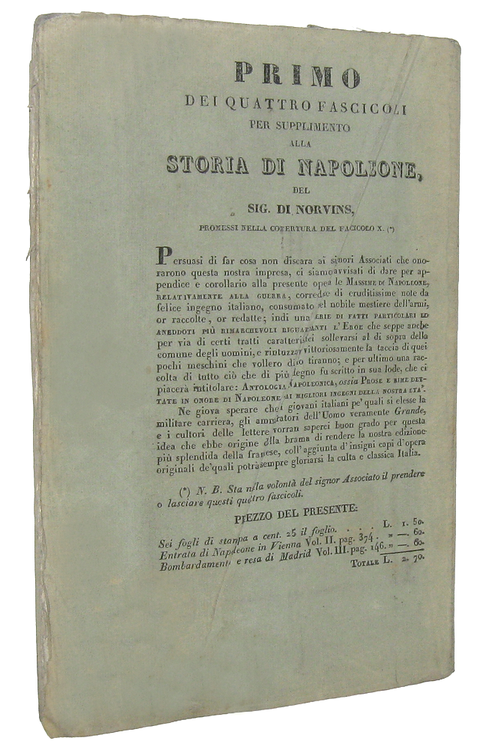 PRIMO
DEI QUATTRO FASCICOLI
PER SUPPLIMENTO
ALLA
STORIA DI NAPOLEONE,
DEL
SIG. DI NORVINS,
PROMESSI NELLA COPERTURA DEL FACICOLO X. (*)
Persuasi di far cosa non discara ai signori Associati che ono-
rarono questa nostra impresa, ci siamo avvisati di dare per ap-
pendice e corollario alla presente opera le MASSIME DI NAPOLEONE,
RELATIVAMENTE ALLA GUERRA, corredate di eruditissime note da
felice ingegno italiano, consumato nel nobile mestiere dell'armi,
or raccolte, or redatte; indi una SERIE DI FATTI PARTICOLARI ED
ANEDDOTI PIÙ RIMARCHEVOLI RIGUARDANTI L'EROE che seppe anche
per via di certi tratti caratteristici sollevarsi al di sopra della
comune degli uomini, e rintuzzar vittoriosamente la taccia di quei
pochi meschini che vollero dirlo tiranno; e per ultimo una rac-
colta di tutto ciò che di più degno fu scritto in sua lode, che ci
piacerà intitolare: ANTOLOGIA NAPOLEONICA, ossia PROSE E RIME DET-
TATE IN ONORE DI NAPOLEONE DAI MIGLIORI INGEGNI DELLA NOSTRA ETA'.
Ne giova sperare che i giovani italiani pe' quali si elesse la
militare carriera, gli ammiratori dell'Uomo veramente Grande,
e i cultori delle lettere vorran saperci buon grado per questa
idea che ebbe origine dalla brama di rendere la nostra edizione
più splendida della francese, coll'aggiunta d'insigni capi d'opera
originali de' quali potrà sempre gloriarsi la culta e classica Italia.
(*) N. B. Sta nella volontà del signor Associato il prendere
o lasciare questi quattro fascicoli.
PREZZO DEL PRESENTE:
Sei fogli di stampa a cent. 25 il foglio. . . . . L. 1. 50.
Entrata di Napoleone in Vienna Vol. II. pag. 374. " —. 60.
Bombardamento e resa di Madrid Vol. III. pag. 146. " —. 60.
TOTALE L. 2. 70.